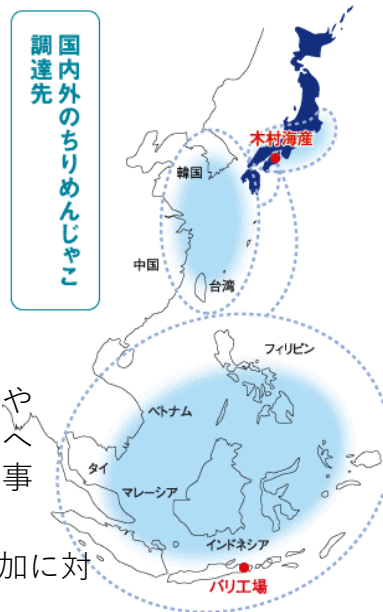 国内外のちりめんじゃこ
調達先
木村海産
韓国
中国
台湾
フィリピン
ベトナム
タイ
マレーシア
インドネシア
バリ工場
や
へ
事
加に対